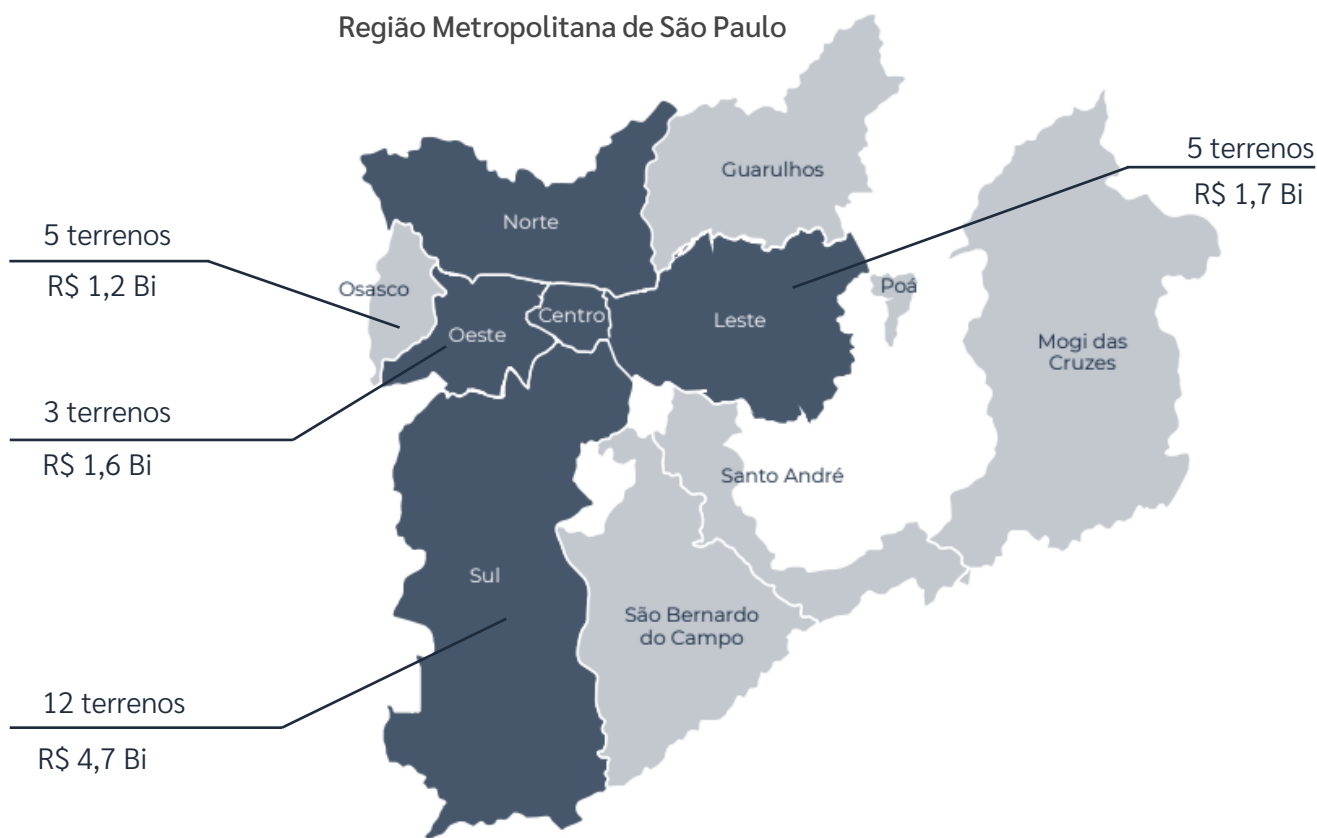 Região Metropolitana de São Paulo
5 terrenos
R$ 1,7 Bi
Guarulhos
Norte
5 terrenos
R$ 1,2 Bi
Osasco
Oeste
Centro
Leste
Poá
Mogi das
Cruzes
3 terrenos
R$ 1,6 Bi
Santo André
Sul
São Bernardo
do Campo
12 terrenos
R$ 4,7 Bi